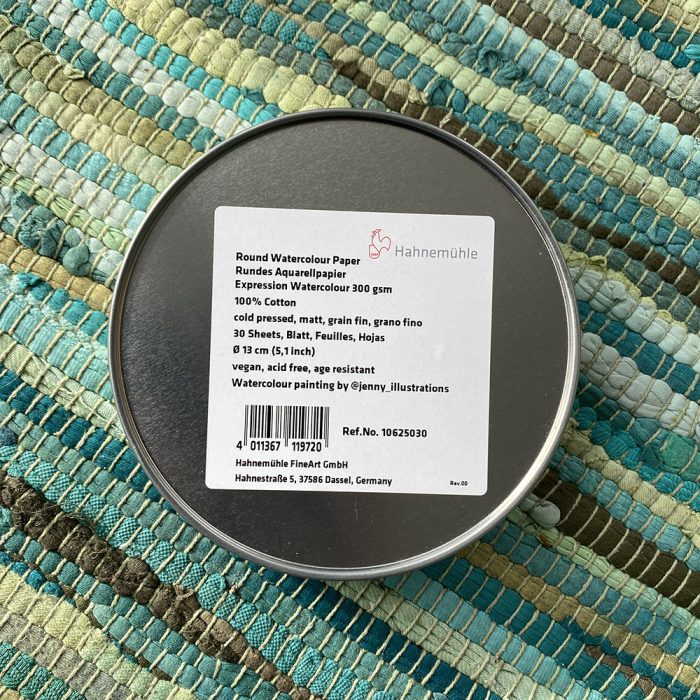 Hahnemühle
Round Watercolour Paper
Rundes Aquarellpapier
Expression Watercolour 300 gsm
100% Cotton
cold pressed, matt, grain fin, grano fino
30 Sheets, Blatt, Feuilles, Hojas
Ø 13 cm (5,1 inch)
vegan, acid free, age resistant
Watercolour painting by @jenny_illustrations
4 011367 119720
Ref.No. 10625030
Hahnemühle FineArt GmbH
Hahnestraße 5, 37586 Dassel, Germany
Rev.00